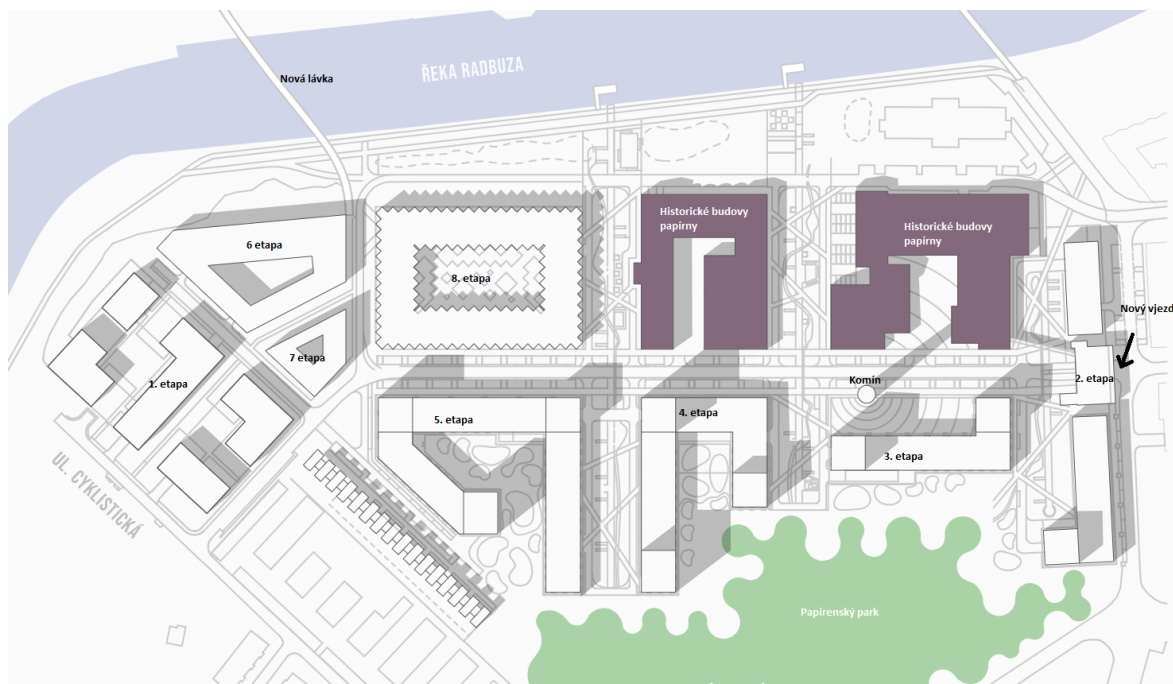 ŘEKA RADBUZA
Nová lávka
Historické budovy
papírny
Historické budovy
papírny
6 etapa
8. etapa
Nový vjezd
7 etapa
1. etapa
Komín
2. etapa
4. etapa
5. etapa
3. etapa
UL. CYKLISTICKÁ
Papírenský park